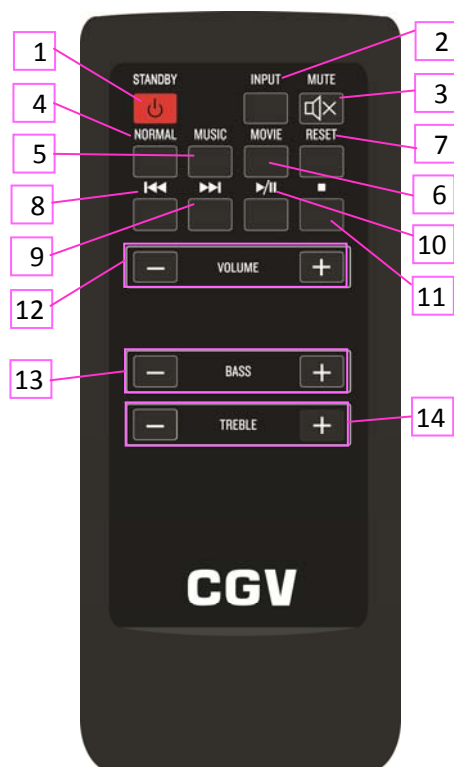 1
2
STANDBY
INPUT
MUTE
3
4
NORMAL
MUSIC
MOVIE
RESET
7
5
6
8
9
10
11
12
VOLUME
13
BASS
14
TREBLE
CGV